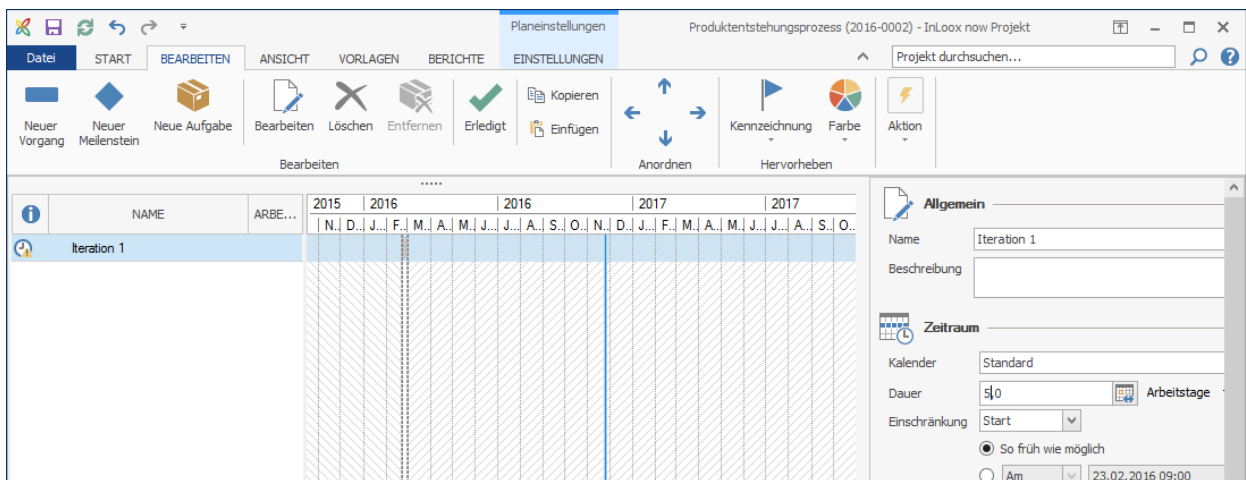 Planeinstellungen
Produktentstehungsprozess (2016-0002) - InLoox now Projekt
Datei START BEARBEITEN ANSICHT VORLAGEN BERICHTE EINSTELLUNGEN
Projekt durchsuchen...
Neuer Vorgang
Neuer Meilenstein
Neue Aufgabe
Bearbeiten
Löschen
Entfernen
Erledigt
Kopieren
Einfügen
Kennzeichnung
Farbe
Aktion
Bearbeiten
Anordnen
Hervorheben
NAME ARBE...
2015 2016 2016 2017 2017
N.. D.. J... F.. M.. A.. M.. J... J... A.. S.. O.. N.. D.. J... F.. M.. A.. M.. J... J... A.. S.. O..
Iteration 1
Allgemein
Name Iteration 1
Beschreibung
Zeitraum
Kalender Standard
Dauer 5,0 Arbeitstage
Einschränkung Start
So früh wie möglich
Am 23.02.2016 09:00